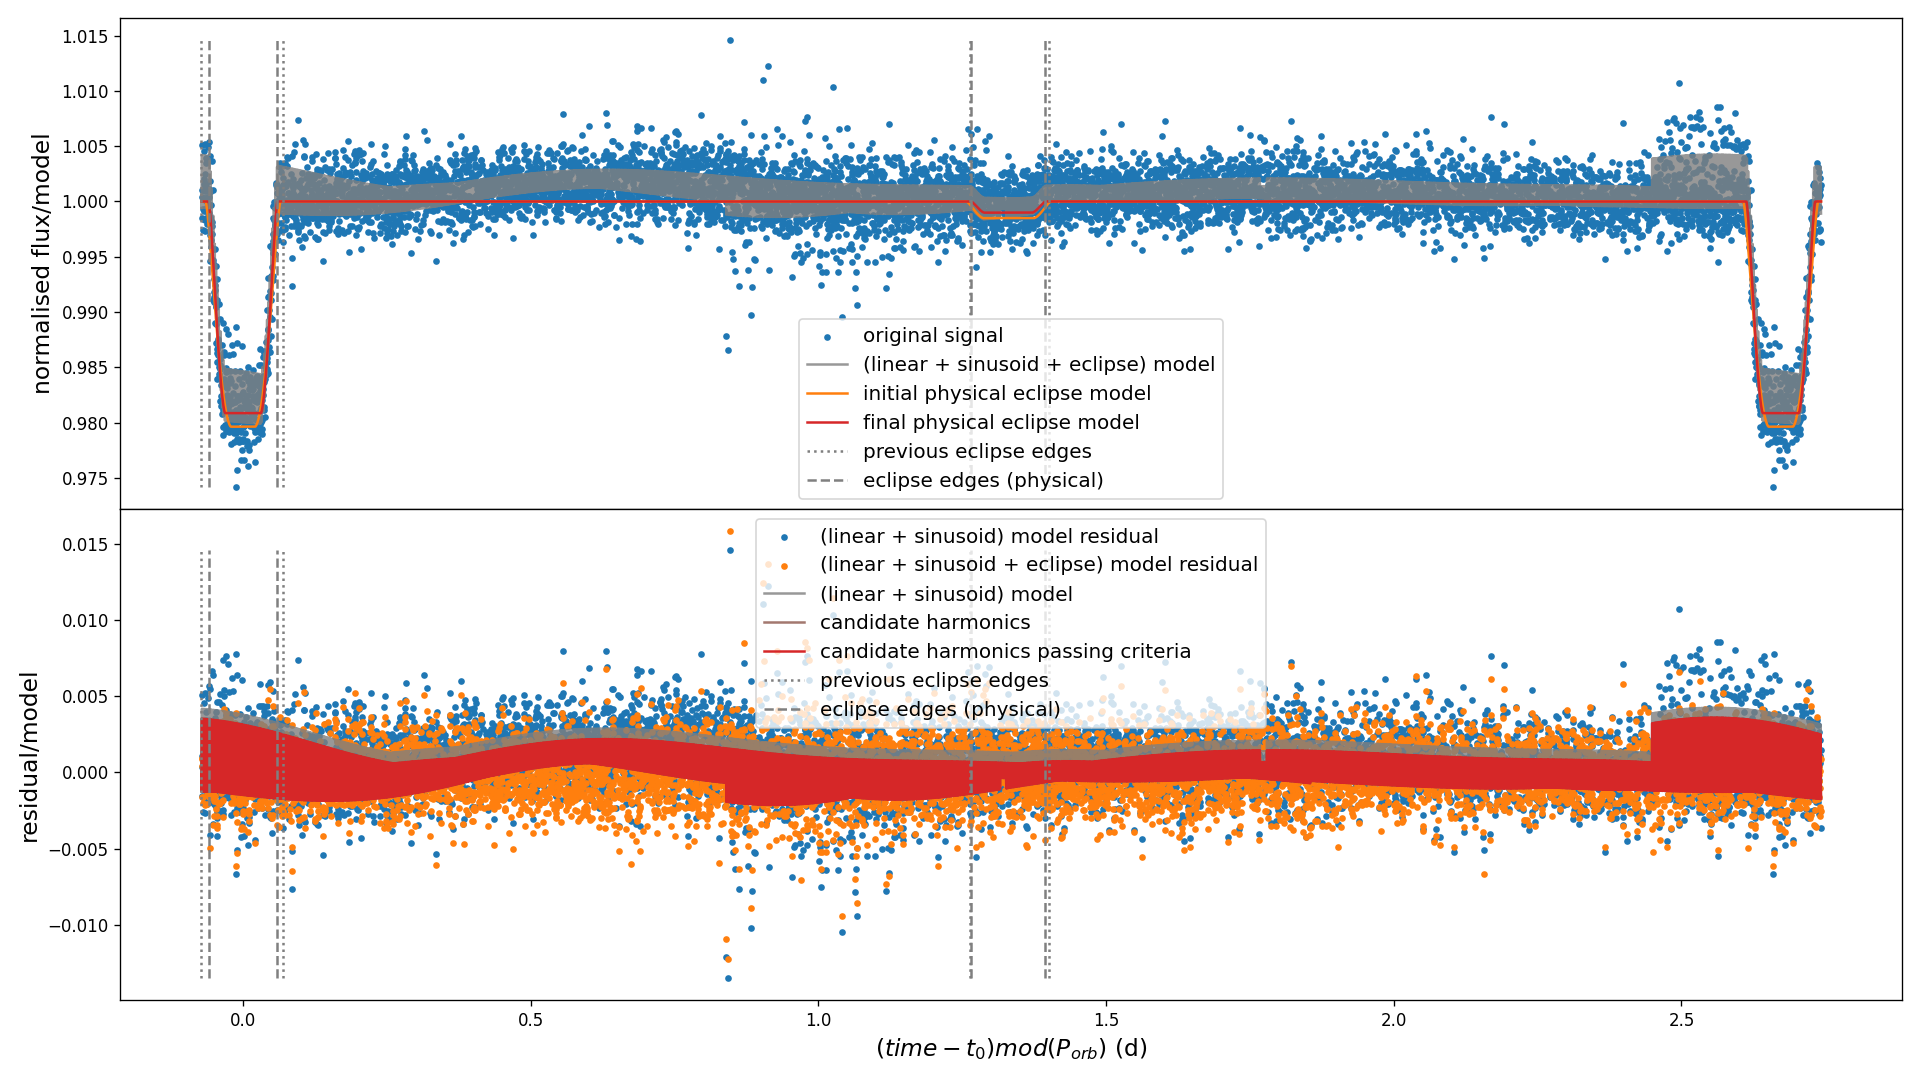 1.015
1.010
1.005
1.000
0.995
0.990
0.985
0.980
0.975
normalised flux/model
original signal
(linear + sinusoid + eclipse) model
initial physical eclipse model
final physical eclipse model
previous eclipse edges
eclipse edges (physical)
0.015
0.010
0.005
0.000
−0.005
−0.010
residual/model
(linear + sinusoid) model residual
(linear + sinusoid + eclipse) model residual
(linear + sinusoid) model
candidate harmonics
candidate harmonics passing criteria
previous eclipse edges
eclipse edges (physical)
0.0 0.5 1.0 1.5 2.0 2.5
(time − t₀)mod(P_orb) (d)